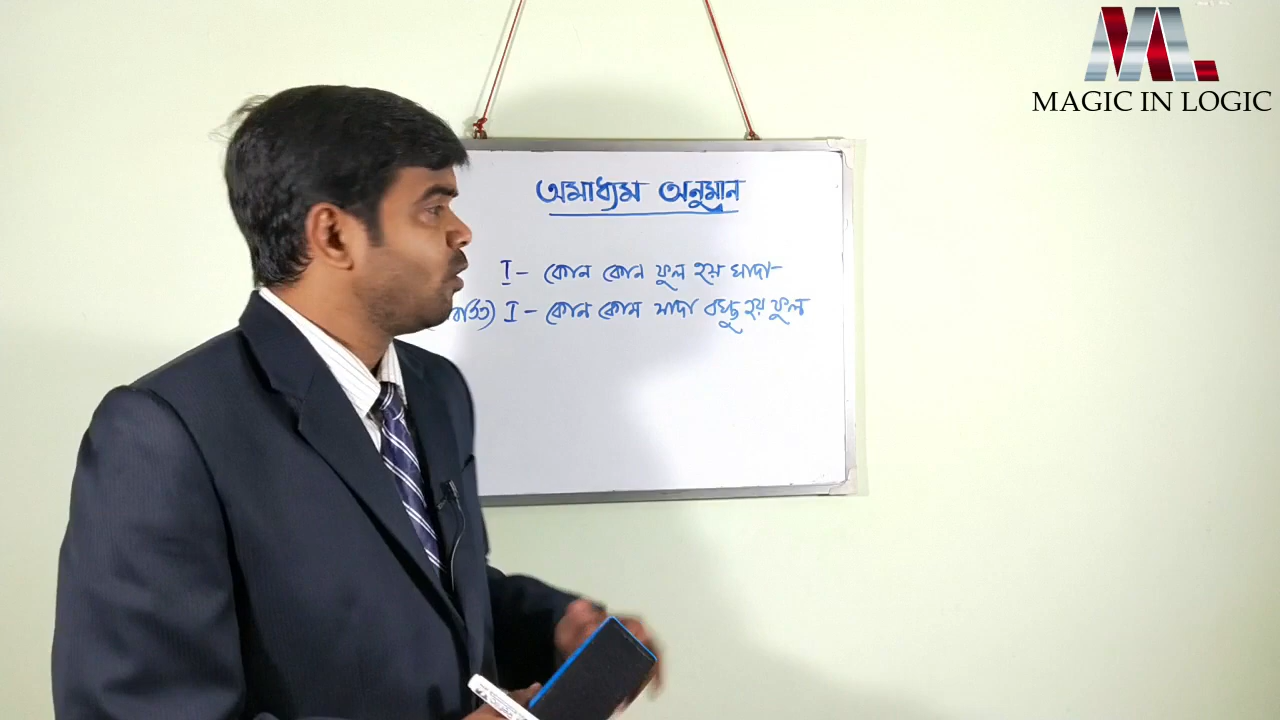 MAGIC IN LOGIC
অমাধ্যম অনুমান
I - কোন কোন ফুল হয় সাদা
I - কোন কোন সাদা বস্তু হয় ফুল